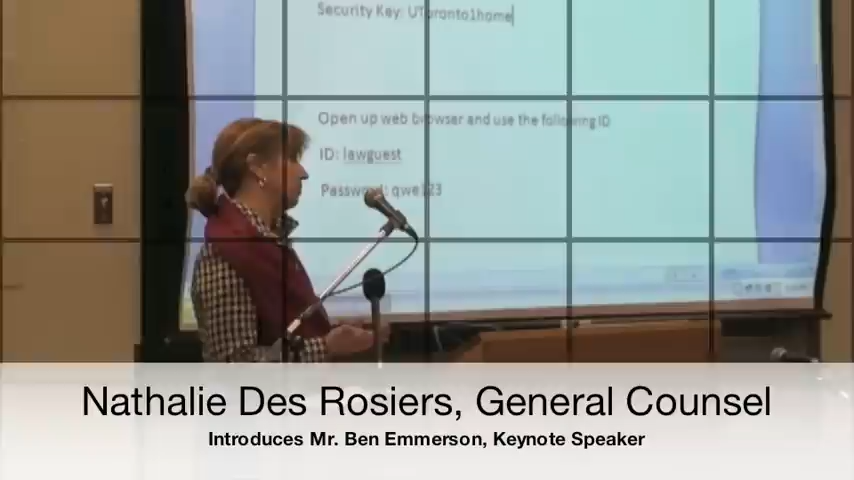 Security Key: UToronto1home
Open up web browser and use the following ID
ID: lawguest
Password: qwe123
Nathalie Des Rosiers, General Counsel
Introduces Mr. Ben Emmerson, Keynote Speaker